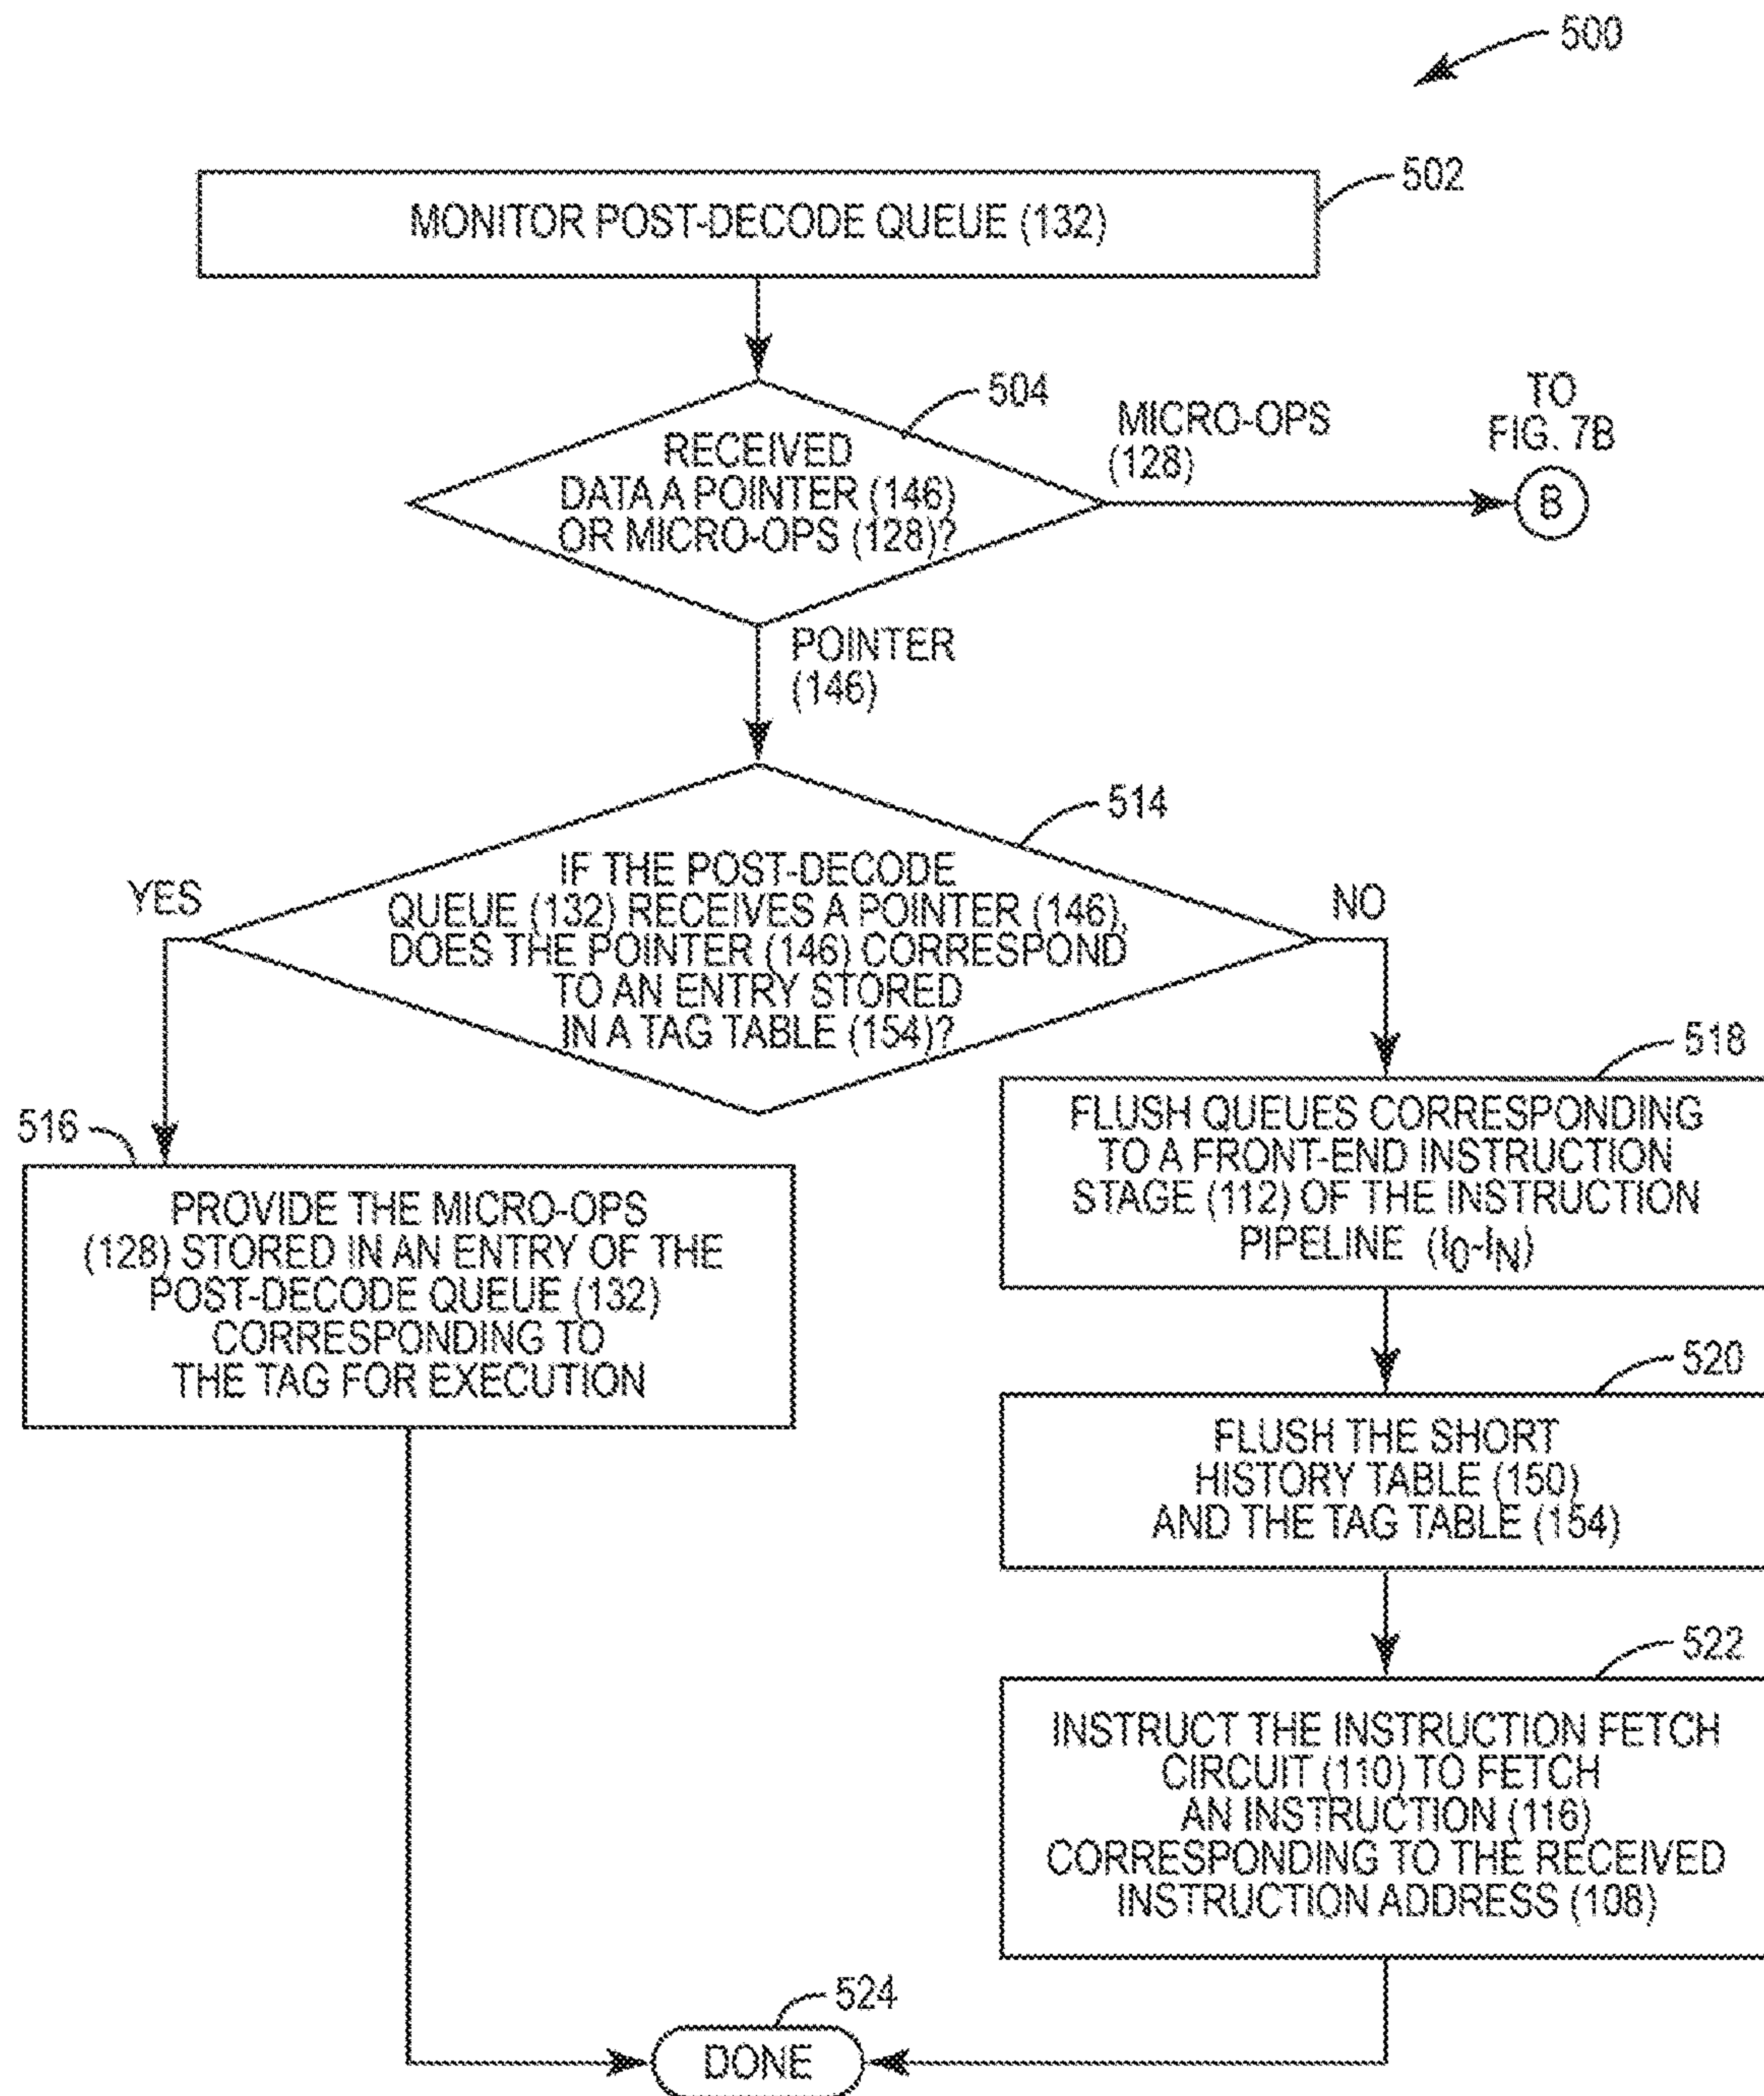 500
502
MONITOR POST-DECODE QUEUE (132)
504
RECEIVED
DATA A POINTER (146)
OR MICRO-OPS (128)?
MICRO-OPS
(128)
TO
FIG. 7B
B
POINTER
(146)
514
IF THE POST-DECODE
QUEUE (132) RECEIVES A POINTER (146),
DOES THE POINTER (146) CORRESPOND
TO AN ENTRY STORED
IN A TAG TABLE (154)?
YES
NO
516
PROVIDE THE MICRO-OPS
(128) STORED IN AN ENTRY OF THE
POST-DECODE QUEUE (132)
CORRESPONDING TO
THE TAG FOR EXECUTION
518
FLUSH QUEUES CORRESPONDING
TO A FRONT-END INSTRUCTION
STAGE (112) OF THE INSTRUCTION
PIPELINE (I0-IN)
520
FLUSH THE SHORT
HISTORY TABLE (150)
AND THE TAG TABLE (154)
522
INSTRUCT THE INSTRUCTION FETCH
CIRCUIT (110) TO FETCH
AN INSTRUCTION (116)
CORRESPONDING TO THE RECEIVED
INSTRUCTION ADDRESS (108)
524
DONE